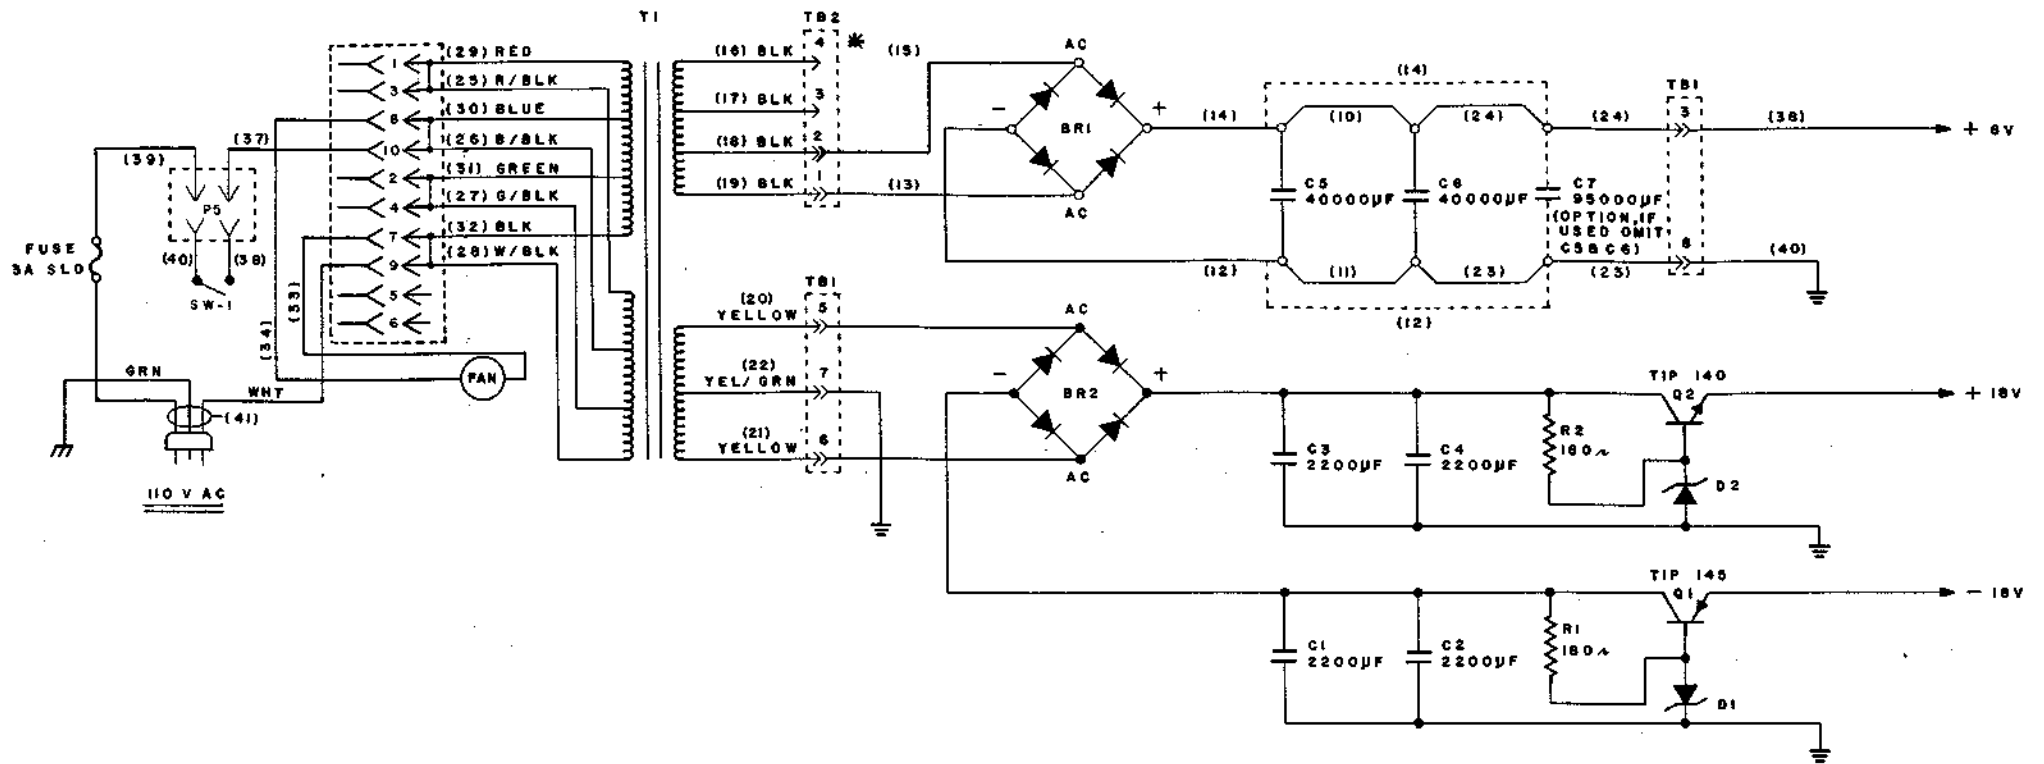 T1
TB2
4 *
(29) RED
(16) BLK
(15)
AC
1
(25) R/BLK
3
(30) BLUE
(17) BLK
3
8
(26) B/BLK
(18) BLK
2
10
(31) GREEN
(19) BLK
1
(13)
2
(27) G/BLK
4
(32) BLK
7
(28) W/BLK
9
5
6
−
BR1
+
AC
(14)
(14)
(10)
(24)
(24)
TB1
3
(38)
+ 6V
C5
40000µF
C6
40000µF
C7
95000µF
(OPTION, IF
USED OMIT
C5 & C6)
8
(12)
(11)
(23)
(23)
(40)
(12)
(39)
(37)
P5
(40)
(38)
SW-1
FUSE
3A SLO
(33)
(34)
FAN
GRN
WHT
(41)
110 V AC
TB1
(20)
YELLOW
5
(22)
YEL/GRN
7
(21)
YELLOW
6
AC
−
BR2
+
AC
TIP 140
Q2
+ 18V
C3
2200µF
C4
2200µF
R2
180
D2
TIP 145
Q1
− 18V
C1
2200µF
C2
2200µF
R1
180
D1